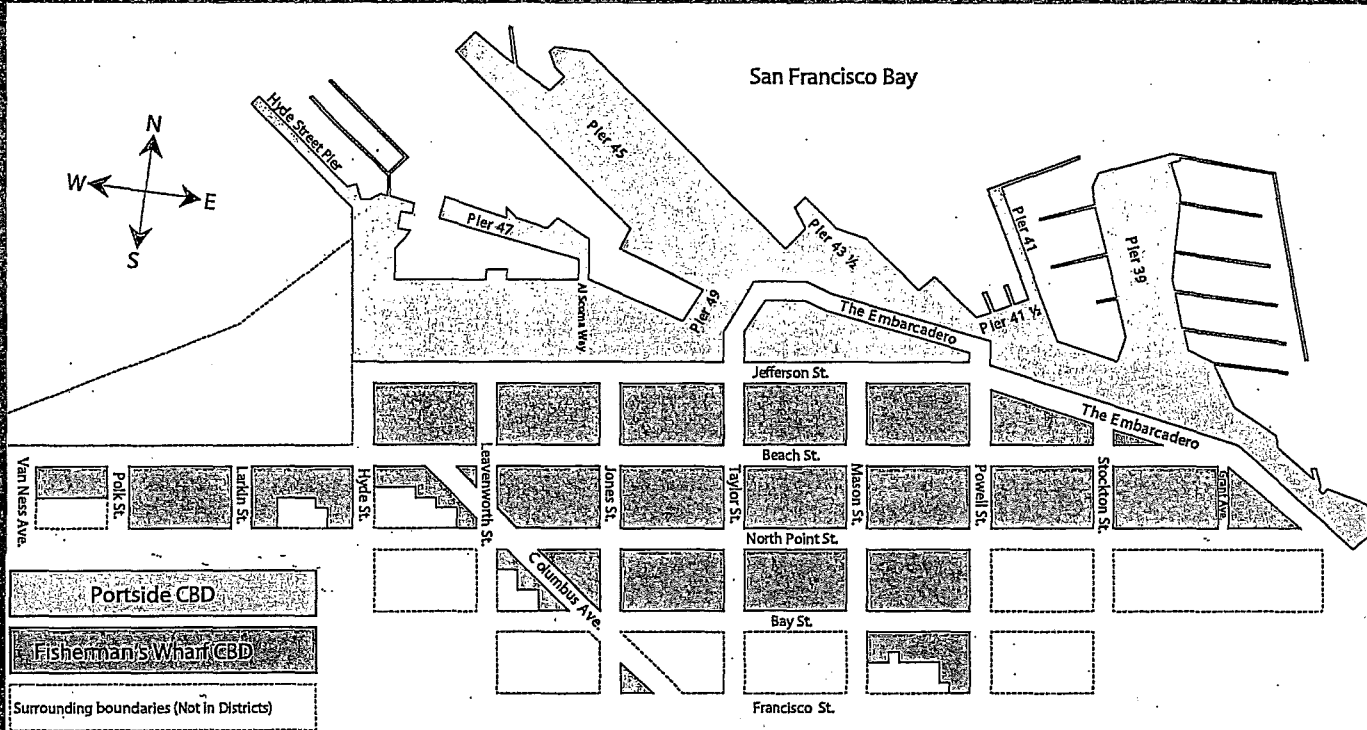 San Francisco Bay
N
W
E
S
Hyde Street Pier
Pier 45
Pier 47
Pier 43 ½
Pier 41
Pier 39
Al Scoma Way
Pier 49
The Embarcadero
Pier 41 ½
Jefferson St.
The Embarcadero
Beach St.
Van Ness Ave.
Polk St.
Larkin St.
Hyde St.
Leavenworth St.
Jones St.
Taylor St.
Mason St.
Powell St.
Stockton St.
Grant Ave
North Point St.
Columbus Ave.
Bay St.
Francisco St.
Portside CBD
Fisherman's Wharf CBD
Surrounding boundaries (Not in Districts)